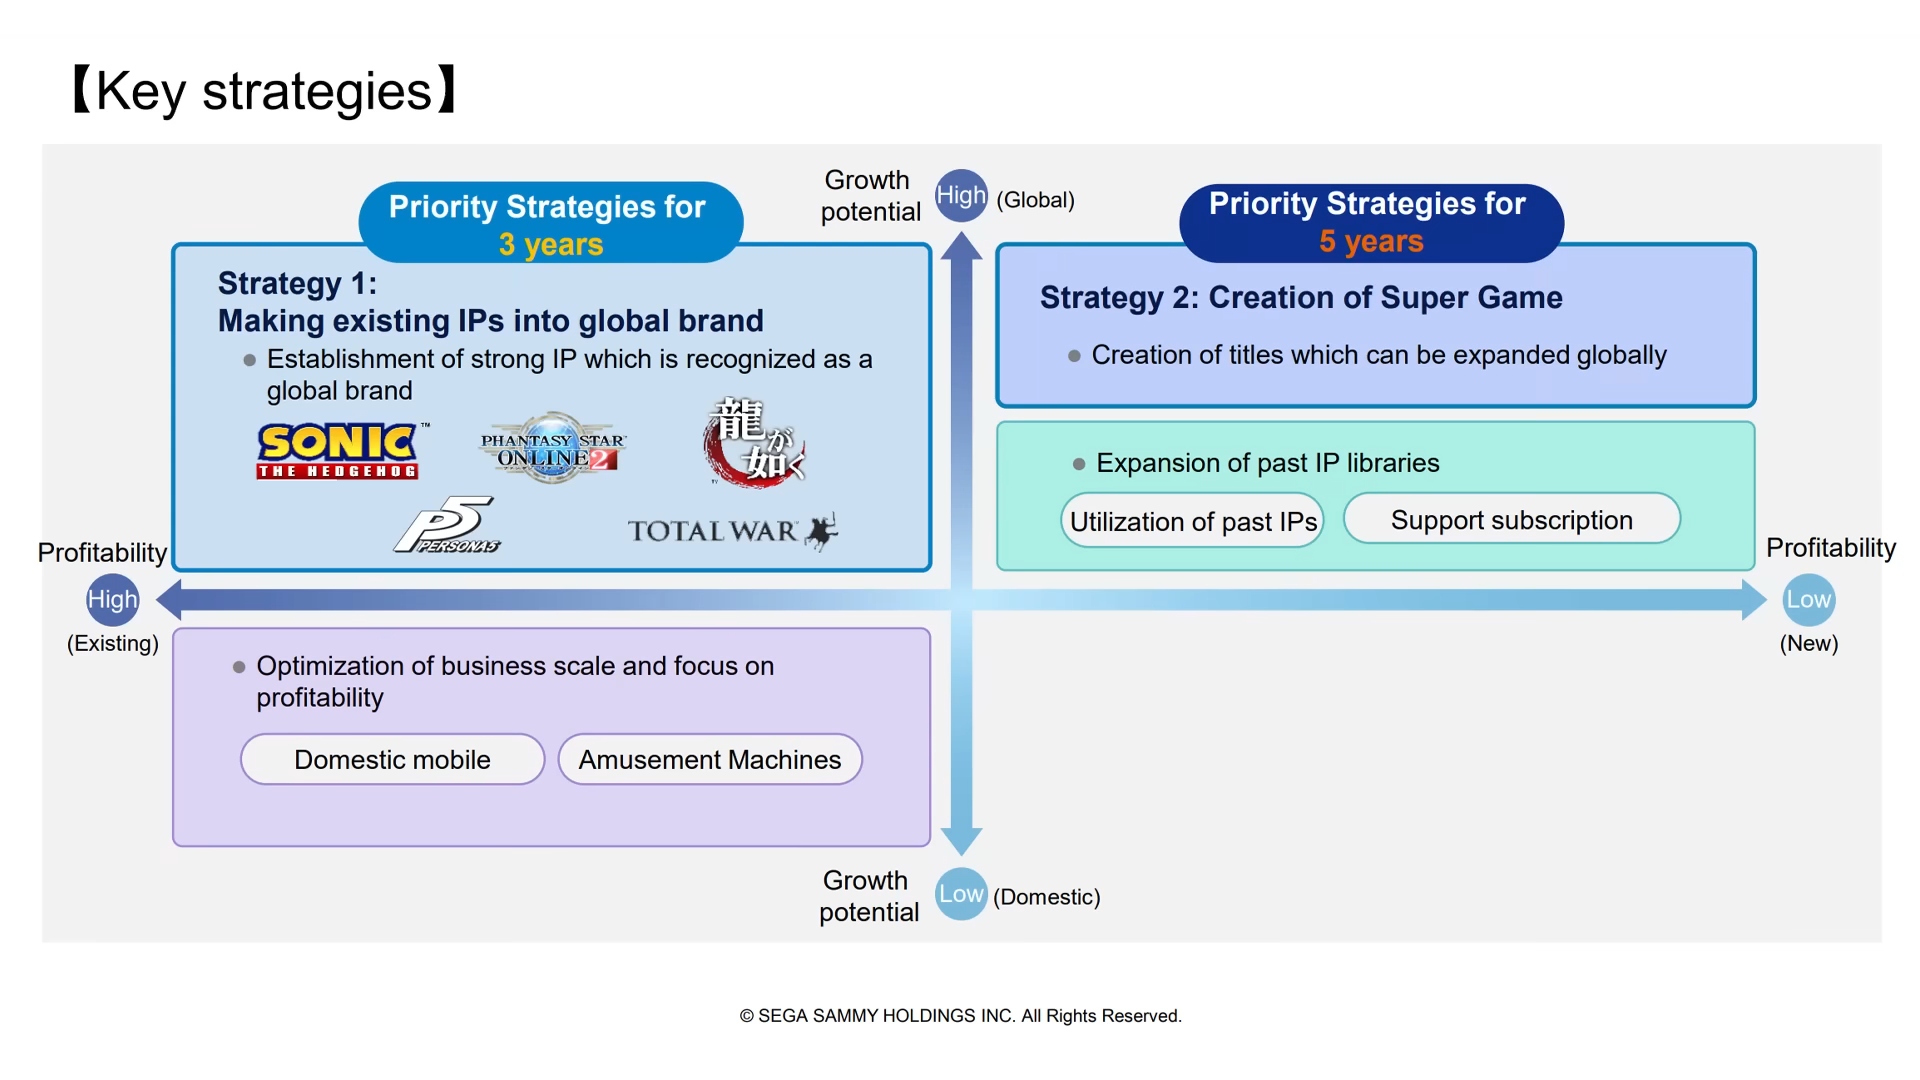 【Key strategies】
Growth
potential
High
(Global)
Priority Strategies for
3 years
Strategy 1:
Making existing IPs into global brand
● Establishment of strong IP which is recognized as a
global brand
SONIC™
THE HEDGEHOG
PHANTASY STAR
ONLINE 2
龍が如く
TM
P5
PERSONA5
TOTAL WAR
Priority Strategies for
5 years
Strategy 2: Creation of Super Game
● Creation of titles which can be expanded globally
● Expansion of past IP libraries
Utilization of past IPs
Support subscription
Profitability
High
(Existing)
Profitability
Low
(New)
● Optimization of business scale and focus on
profitability
Domestic mobile
Amusement Machines
Growth
potential
Low
(Domestic)
© SEGA SAMMY HOLDINGS INC. All Rights Reserved.